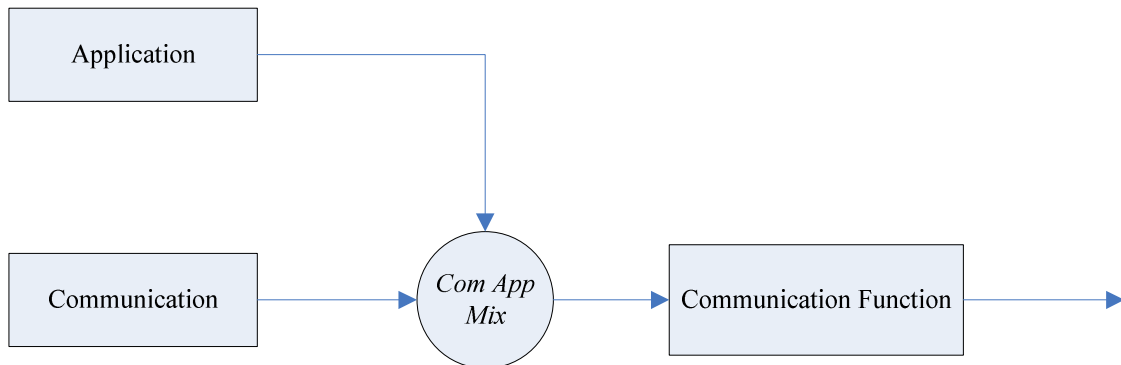 Application
Communication
Com App
Mix
Communication Function